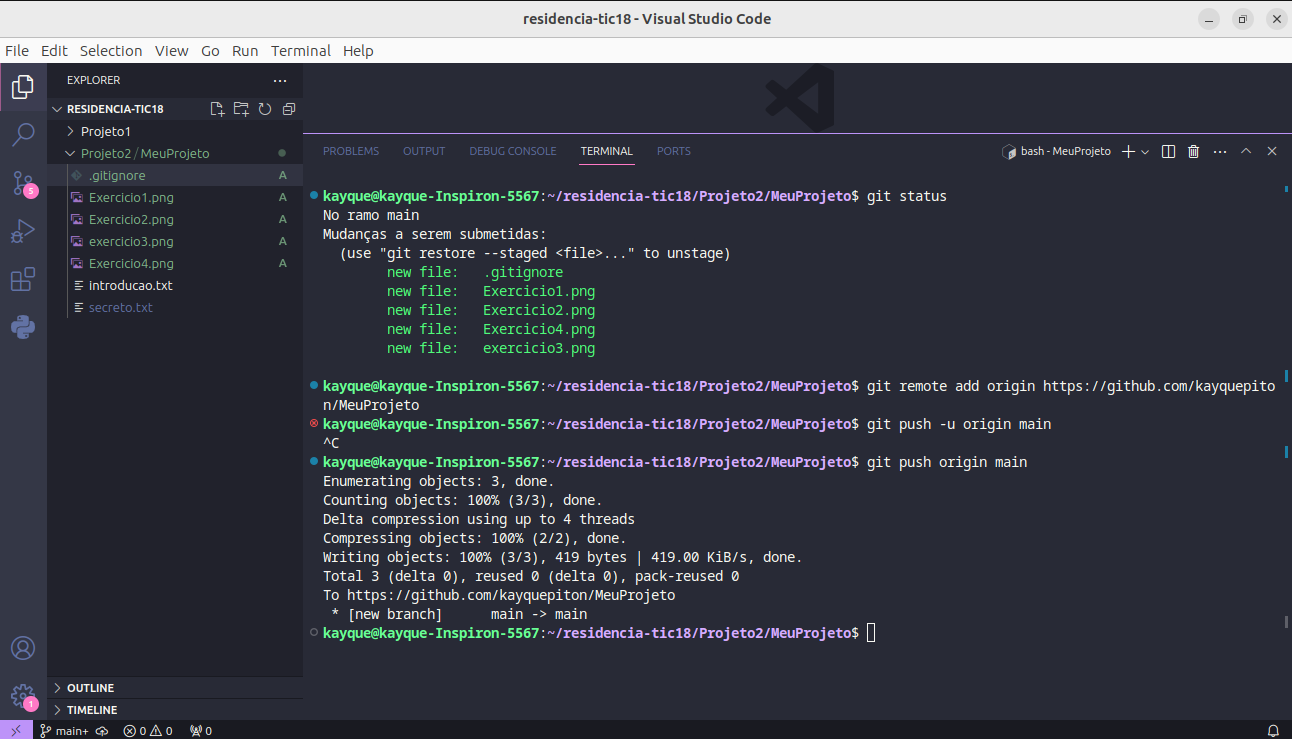 residencia-tic18 - Visual Studio Code
File Edit Selection View Go Run Terminal Help
EXPLORER
RESIDENCIA-TIC18
Projeto1
Projeto2 / MeuProjeto
.gitignore A
Exercicio1.png A
Exercicio2.png A
exercicio3.png A
Exercicio4.png A
introducao.txt
secreto.txt
5
1
OUTLINE
TIMELINE
PROBLEMS OUTPUT DEBUG CONSOLE TERMINAL PORTS
bash - MeuProjeto
kayque@kayque-Inspiron-5567:~/residencia-tic18/Projeto2/MeuProjeto$ git status
No ramo main
Mudanças a serem submetidas:
(use "git restore --staged <file>..." to unstage)
new file: .gitignore
new file: Exercicio1.png
new file: Exercicio2.png
new file: Exercicio4.png
new file: exercicio3.png
kayque@kayque-Inspiron-5567:~/residencia-tic18/Projeto2/MeuProjeto$ git remote add origin https://github.com/kayquepito
n/MeuProjeto
kayque@kayque-Inspiron-5567:~/residencia-tic18/Projeto2/MeuProjeto$ git push -u origin main
^C
kayque@kayque-Inspiron-5567:~/residencia-tic18/Projeto2/MeuProjeto$ git push origin main
Enumerating objects: 3, done.
Counting objects: 100% (3/3), done.
Delta compression using up to 4 threads
Compressing objects: 100% (2/2), done.
Writing objects: 100% (3/3), 419 bytes | 419.00 KiB/s, done.
Total 3 (delta 0), reused 0 (delta 0), pack-reused 0
To https://github.com/kayquepiton/MeuProjeto
* [new branch] main -> main
kayque@kayque-Inspiron-5567:~/residencia-tic18/Projeto2/MeuProjeto$
main+ 0 0 0